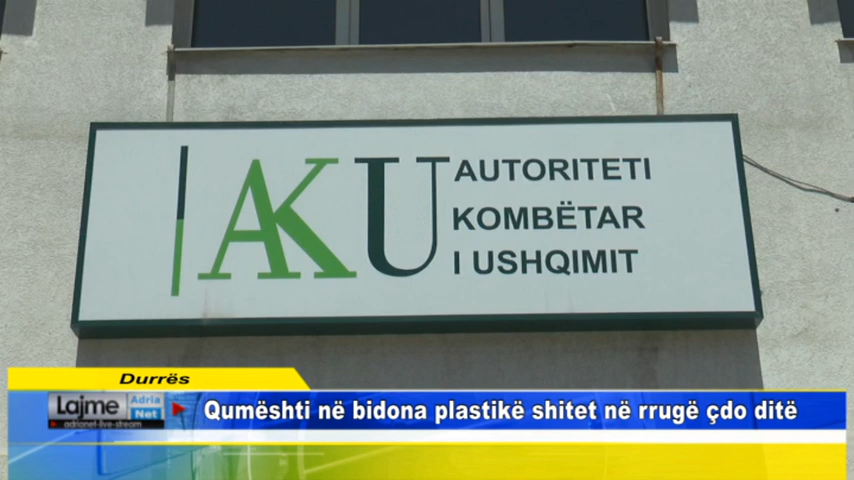 AKU
AUTORITETI
KOMBËTAR
I USHQIMIT
Durrës
Lajme
Adria
Net
adrianet-live-stream
Qumështi në bidona plastikë shitet në rrugë çdo ditë